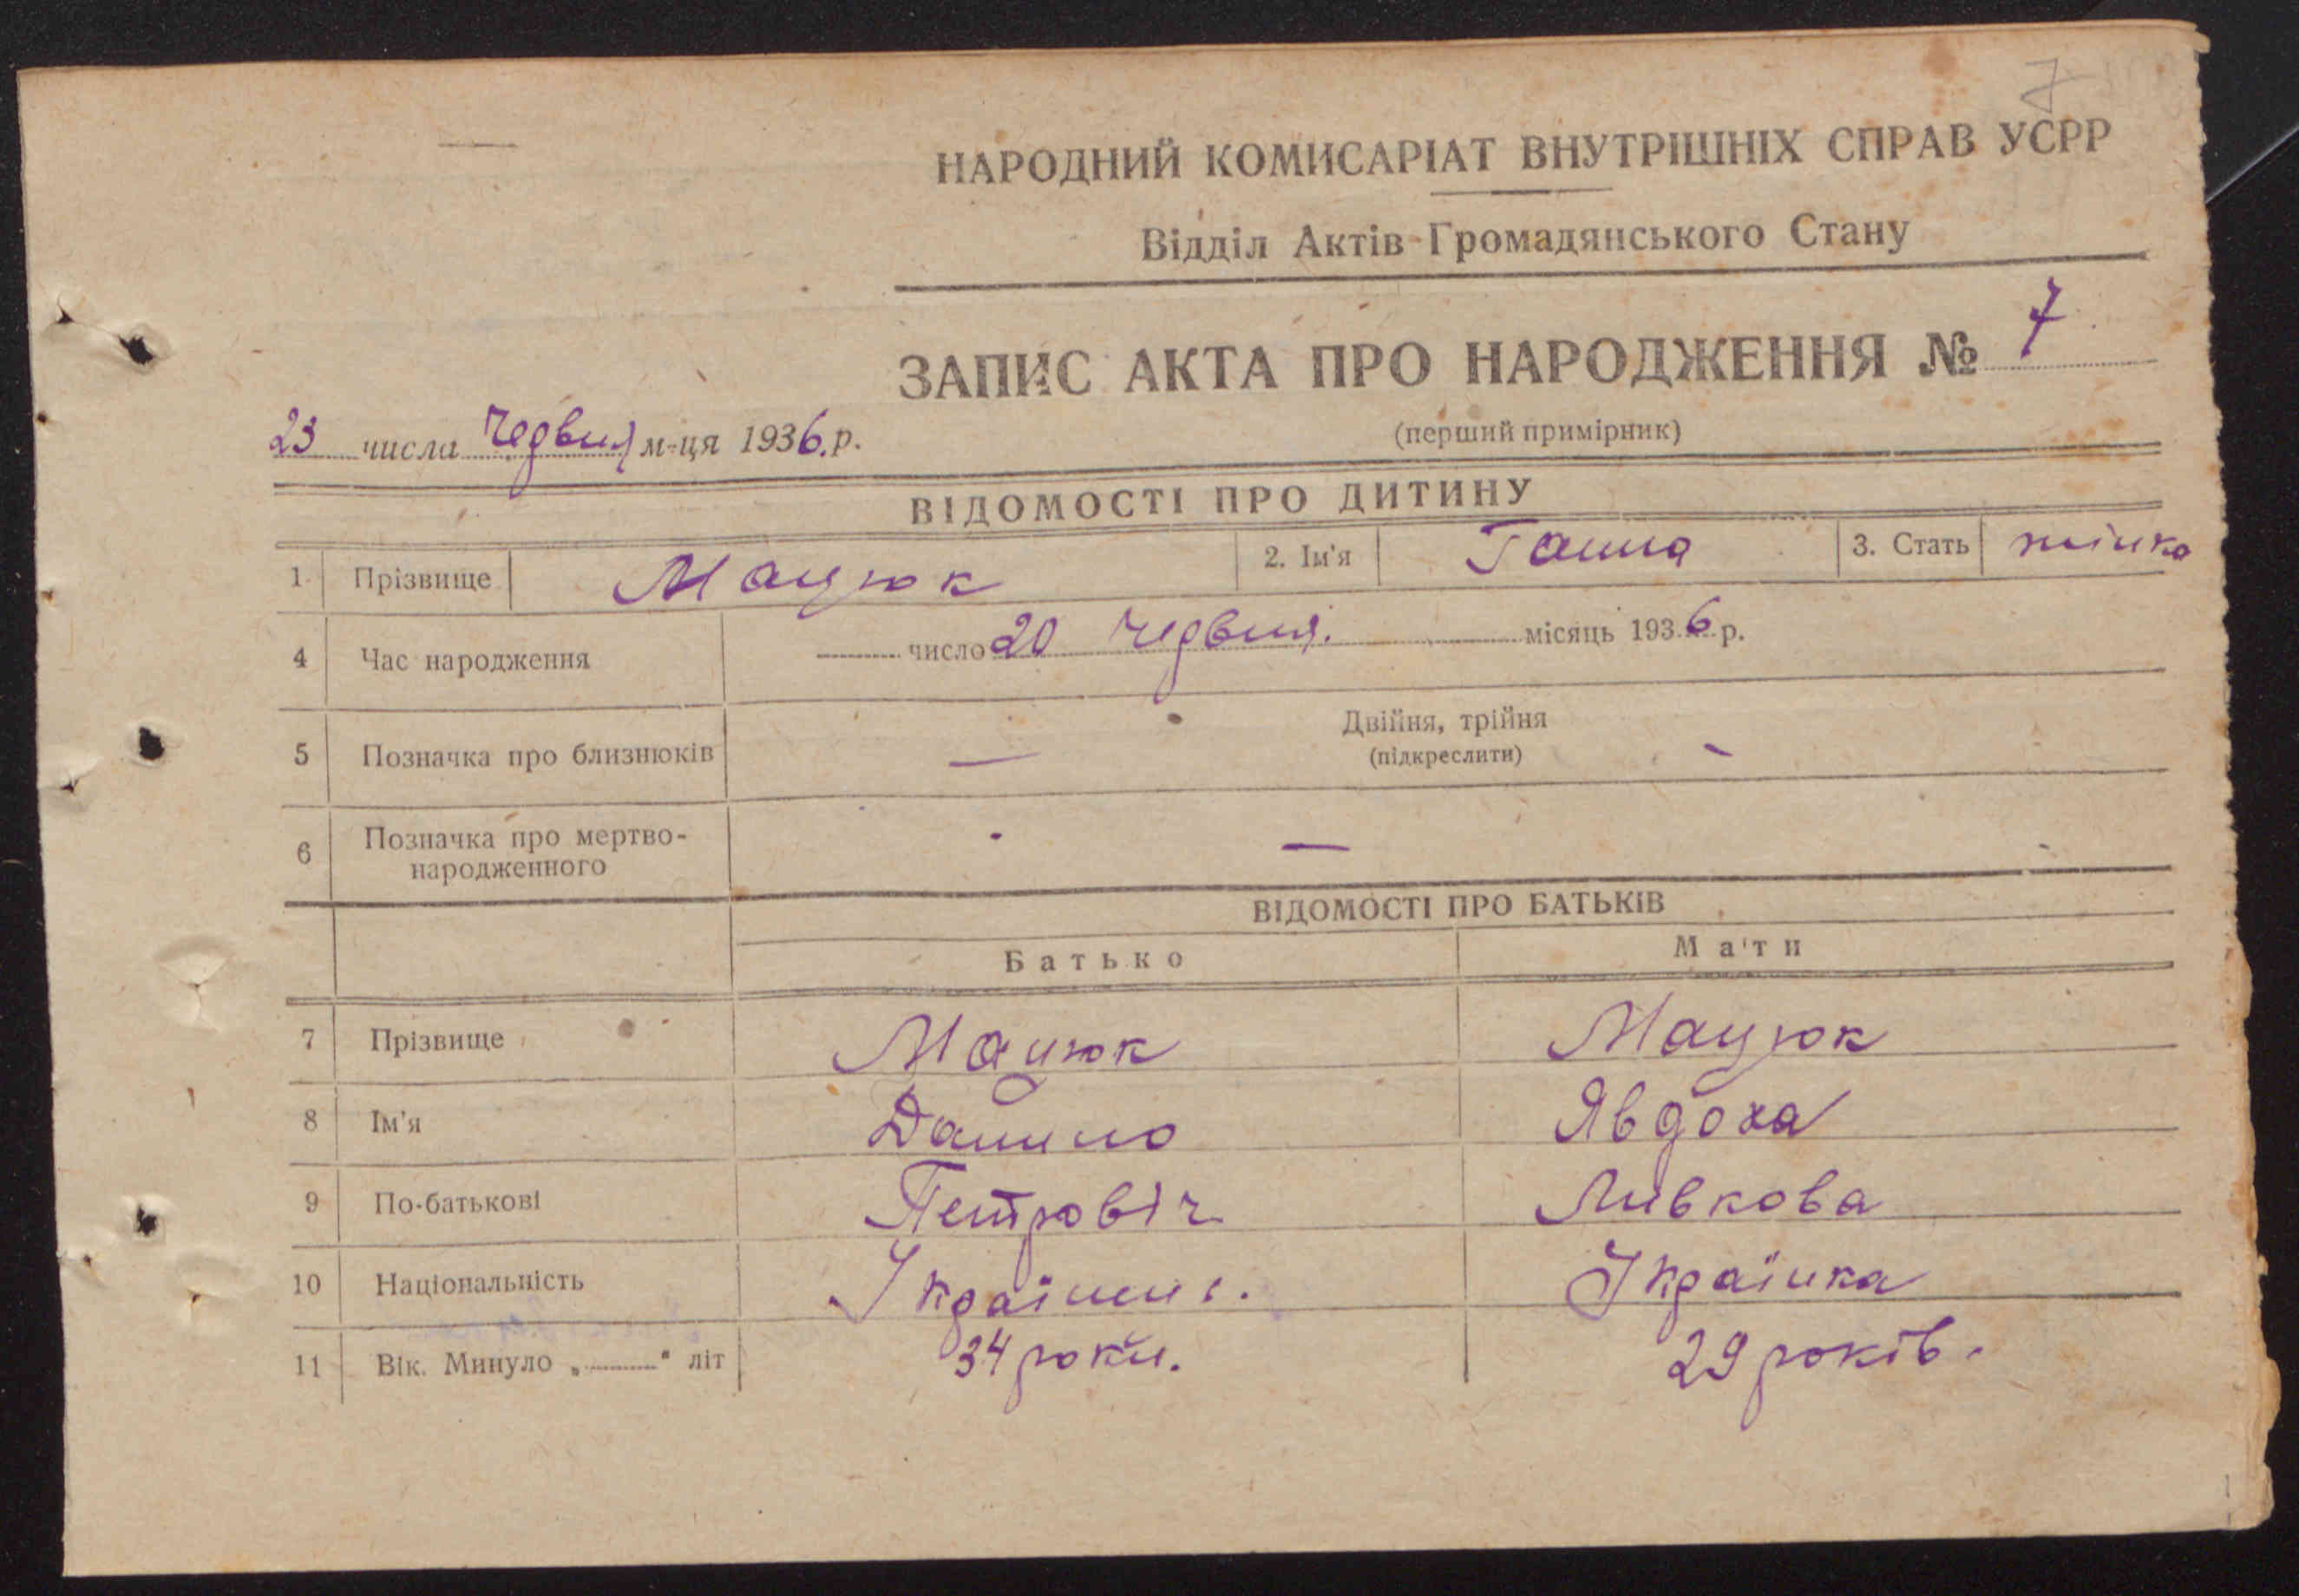 7
НАРОДНИЙ КОМИСАРІАТ ВНУТРІШНІХ СПРАВ УСРР
Відділ Актів Громадянського Стану
ЗАПИС АКТА ПРО НАРОДЖЕННЯ № 7
(перший примірник)
23 числа Червня м-ця 1936.р.
ВІДОМОСТІ ПРО ДИТИНУ
1. Прізвище Мацюк 2. Ім'я Ганна 3. Стать жінка
4 Час народження число 20 Червня. місяць 1936 р.
5 Позначка про близнюків — Двійня, трійня (підкреслити) -
6 Позначка про мертво-
народженного —
ВІДОМОСТІ ПРО БАТЬКІВ
Батько Мати
7 Прізвище Мацюк Мацюк
8 Ім'я Данило Явдоха
9 По-батькові Петровіч Ливкова
10 Національність Українка
11 Вік. Минуло „ " літ 34 роки. 29 років.